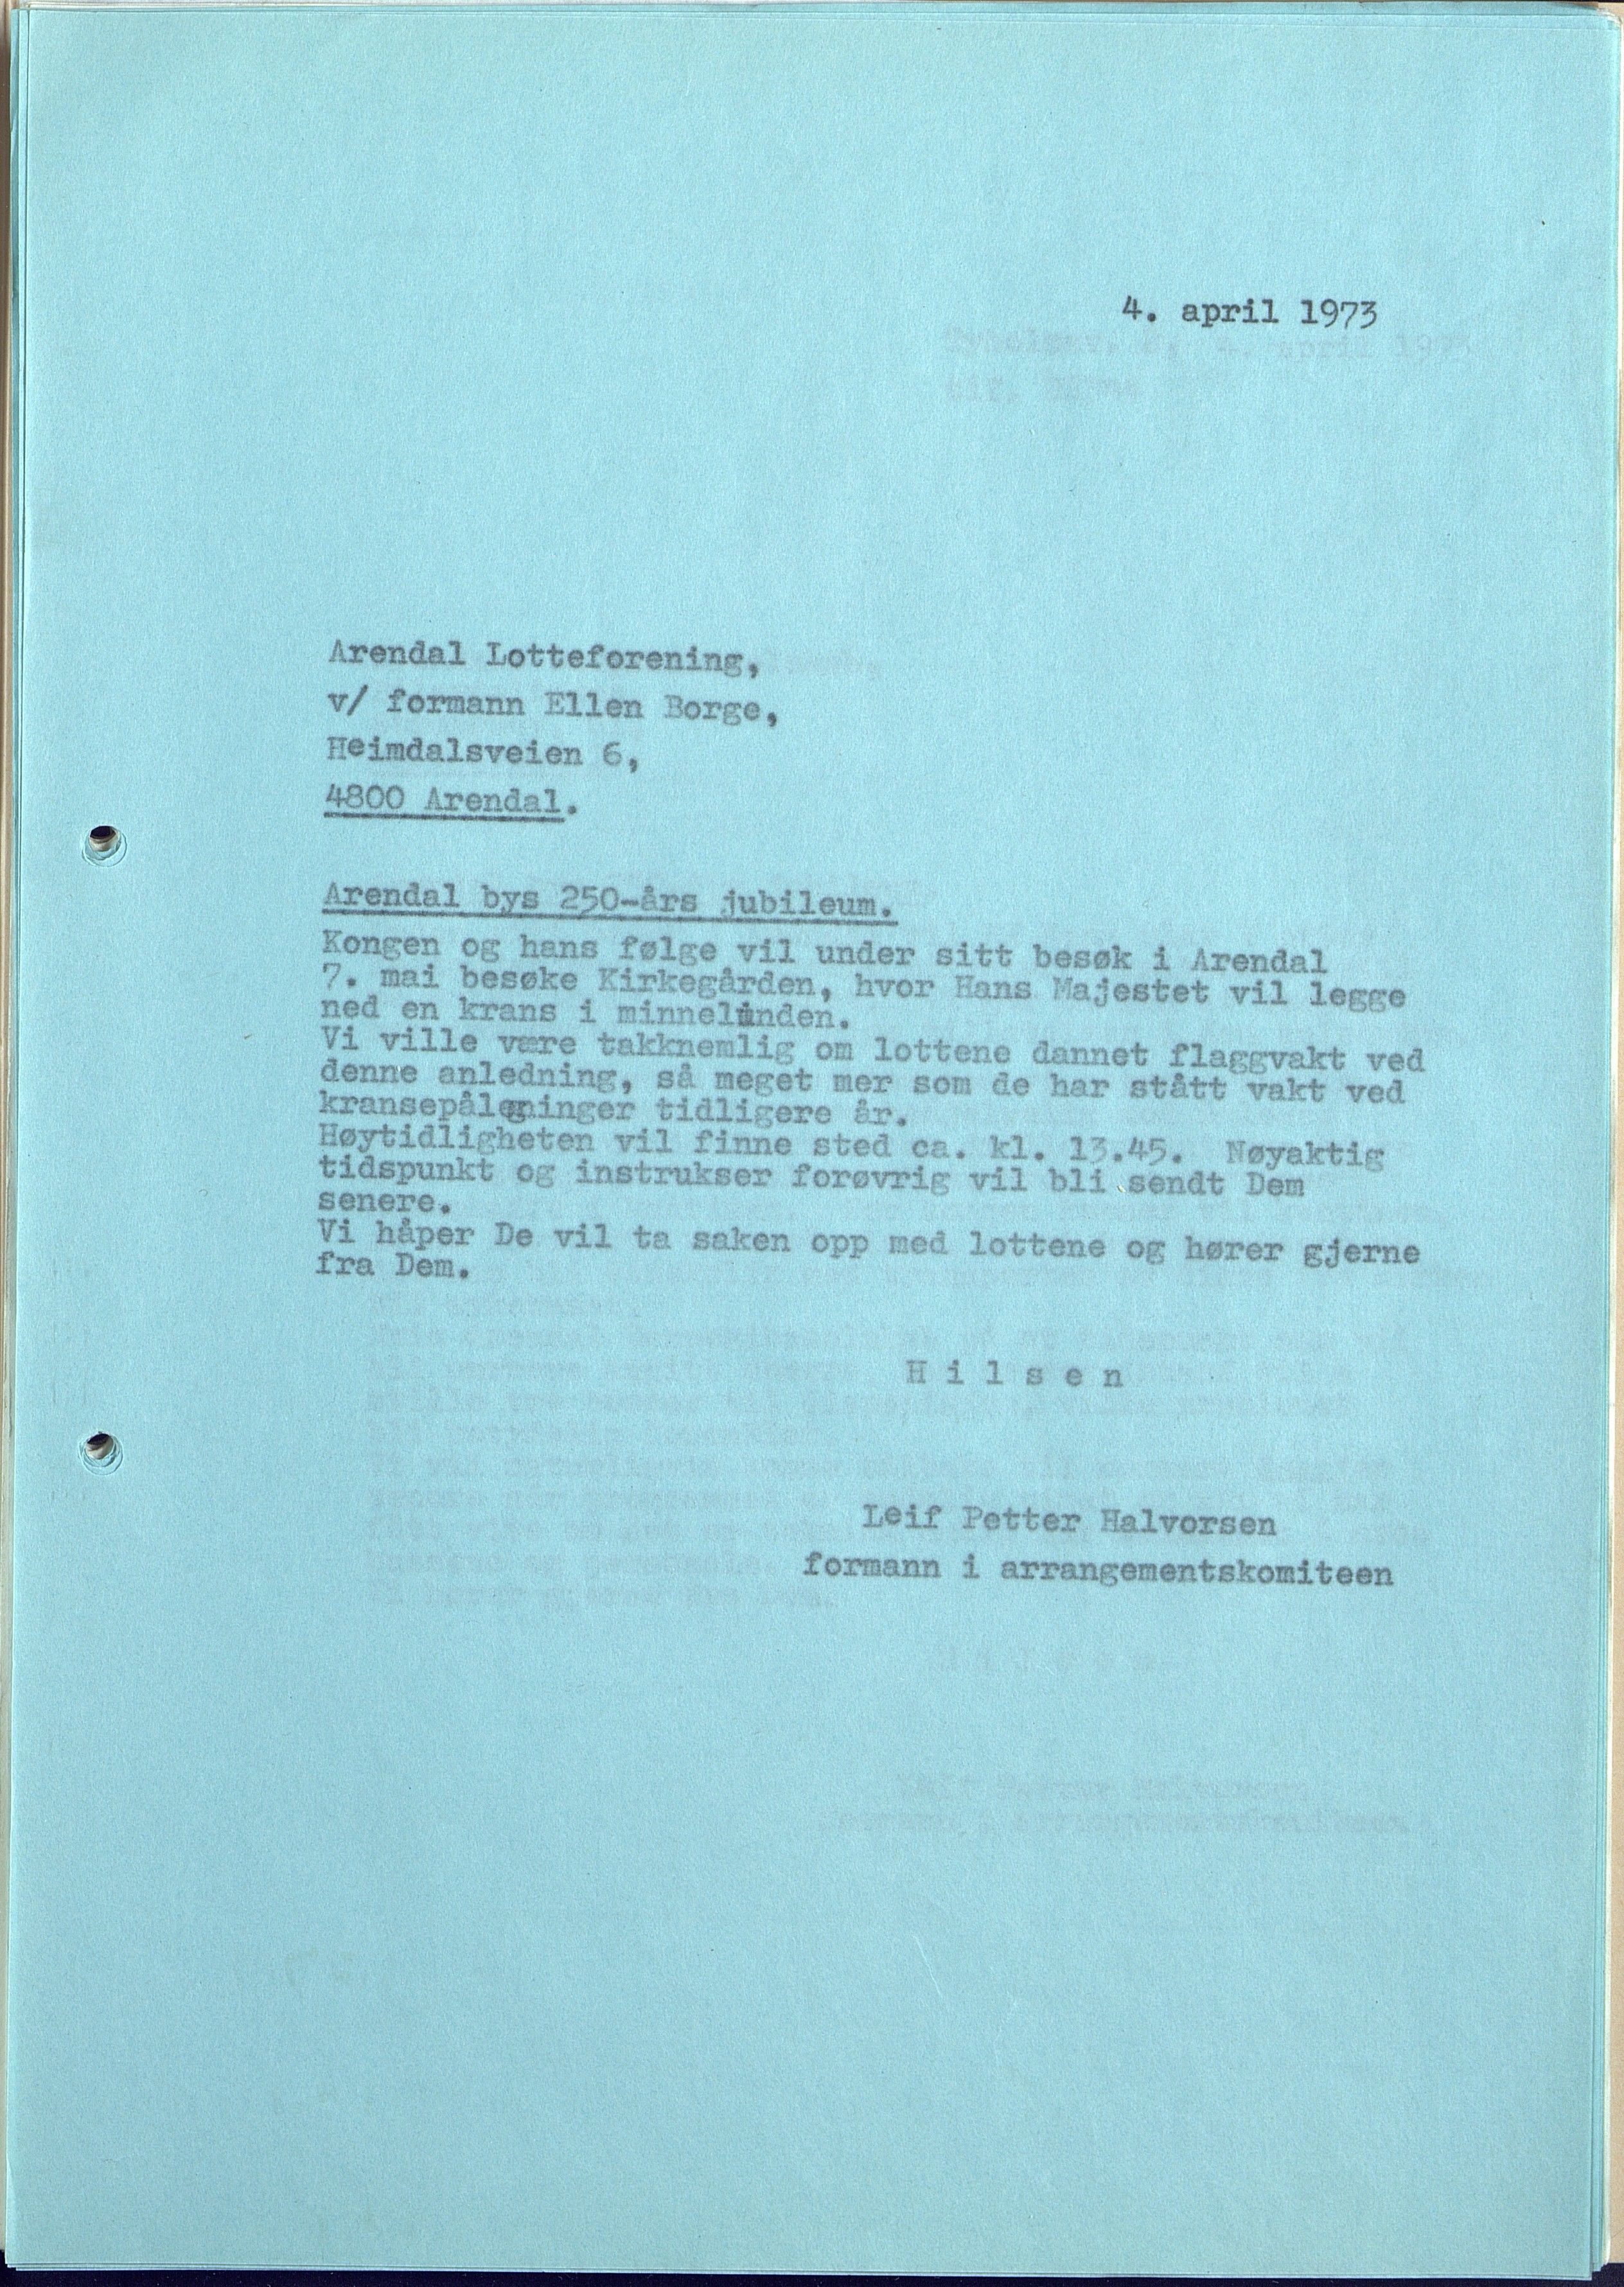 4. april 1973
Arendal Lotteforening,
v/ formann Ellen Borge,
Heimdalsveien 6,
4800 Arendal.
Arendal bys 250-års jubileum.
Kongen og hans følge vil under sitt besøk i Arendal
7. mai besøke Kirkegården, hvor Hans Majestet vil legge
ned en krans i minnelunden.
Vi ville være takknemlig om lottene dannet flaggvakt ved
denne anledning, så meget mer som de har stått vakt ved
kransepålegninger tidligere år.
Høytidligheten vil finne sted ca. kl. 13.45. Nøyaktig
tidspunkt og instrukser forøvrig vil bli sendt Dem
senere.
Vi håper De vil ta saken opp med lottene og hører gjerne
fra Dem.
H i l s e n
Leif Petter Halvorsen
formann i arrangementskomiteen